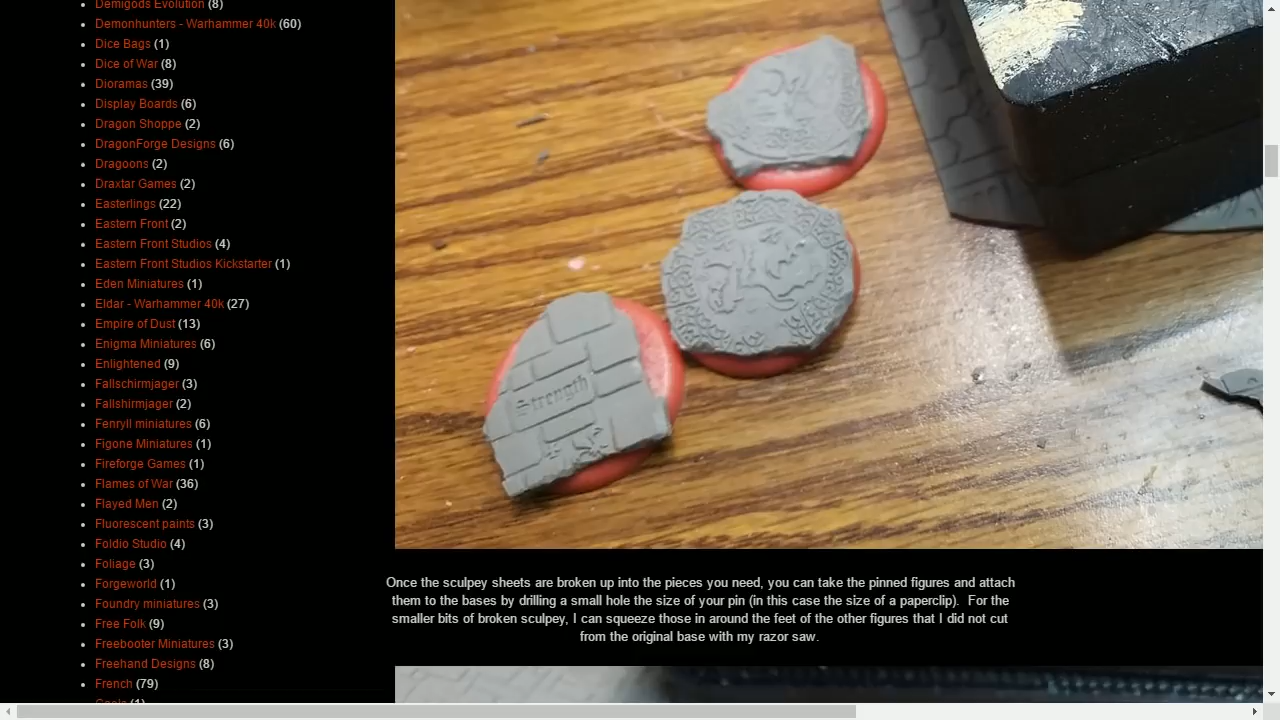 Demigods Evolution (8)
Demonhunters - Warhammer 40k (60)
Dice Bags (1)
Dice of War (8)
Dioramas (39)
Display Boards (6)
Dragon Shoppe (2)
DragonForge Designs (6)
Dragoons (2)
Draxtar Games (2)
Easterlings (22)
Eastern Front (2)
Eastern Front Studios (4)
Eastern Front Studios Kickstarter (1)
Eden Miniatures (1)
Eldar - Warhammer 40k (27)
Empire of Dust (13)
Enigma Miniatures (6)
Enlightened (9)
Fallschirmjager (3)
Fallshirmjager (2)
Fenryll miniatures (6)
Figone Miniatures (1)
Fireforge Games (1)
Flames of War (36)
Flayed Men (2)
Fluorescent paints (3)
Foldio Studio (4)
Foliage (3)
Forgeworld (1)
Foundry miniatures (3)
Free Folk (9)
Freebooter Miniatures (3)
Freehand Designs (8)
French (79)
Strength
Once the sculpey sheets are broken up into the pieces you need, you can take the pinned figures and attach
them to the bases by drilling a small hole the size of your pin (in this case the size of a paperclip). For the
smaller bits of broken sculpey, I can squeeze those in around the feet of the other figures that I did not cut
from the original base with my razor saw.